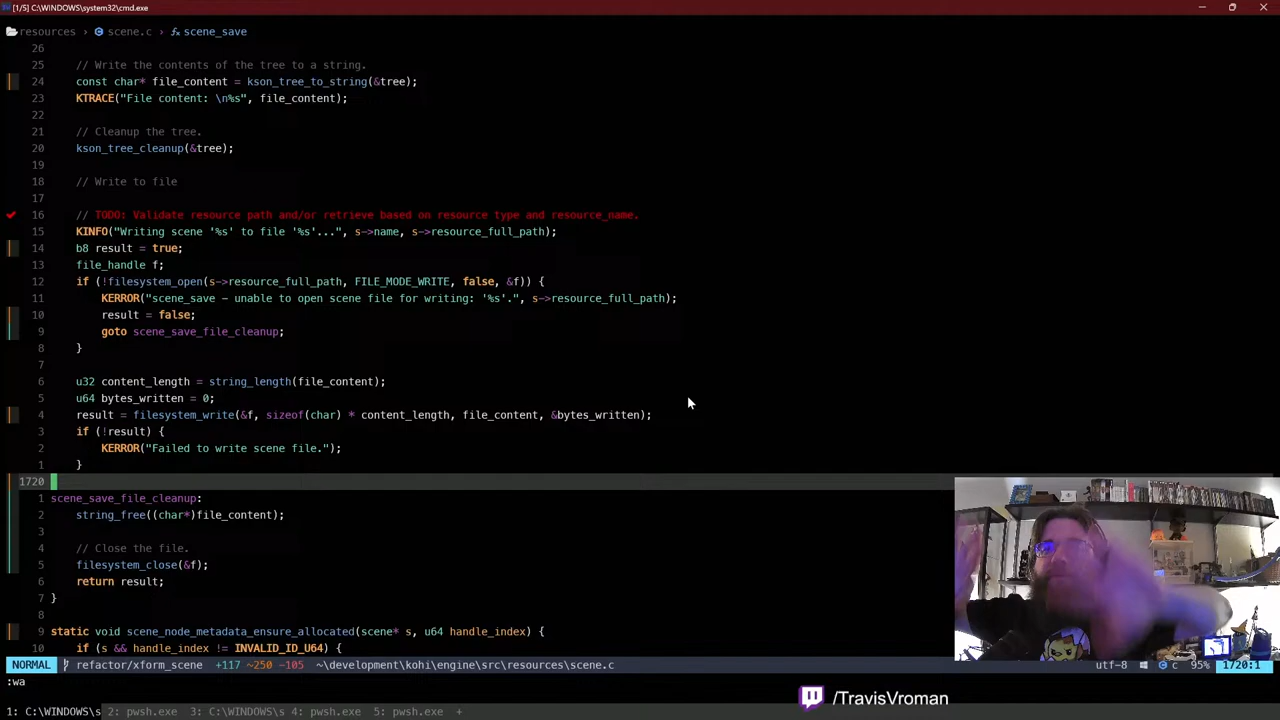 [1/5] C:\WINDOWS\system32\cmd.exe
resources > scene.c > scene_save
26
25 // Write the contents of the tree to a string.
24 const char* file_content = kson_tree_to_string(&tree);
23 KTRACE("File content: \n%s", file_content);
22
21 // Cleanup the tree.
20 kson_tree_cleanup(&tree);
19
18 // Write to file
17
16 // TODO: Validate resource path and/or retrieve based on resource type and resource_name.
15 KINFO("Writing scene '%s' to file '%s'...", s->name, s->resource_full_path);
14 b8 result = true;
13 file_handle f;
12 if (!filesystem_open(s->resource_full_path, FILE_MODE_WRITE, false, &f)) {
11 KERROR("scene_save - unable to open scene file for writing: '%s'.", s->resource_full_path);
10 result = false;
9 goto scene_save_file_cleanup;
8 }
7
6 u32 content_length = string_length(file_content);
5 u64 bytes_written = 0;
4 result = filesystem_write(&f, sizeof(char) * content_length, file_content, &bytes_written);
3 if (!result) {
2 KERROR("Failed to write scene file.");
1 }
1720
1 scene_save_file_cleanup:
2 string_free((char*)file_content);
3
4 // Close the file.
5 filesystem_close(&f);
6 return result;
7 }
8
9 static void scene_node_metadata_ensure_allocated(scene* s, u64 handle_index) {
10 if (s && handle_index != INVALID_ID_U64) {
NORMAL refactor/xform_scene +117 ~250 -105 ~\development\kohi\engine\src\resources\scene.c utf-8 c 95% 1720:1
:wa
/TravisVroman
1: C:\WINDOWS\s 2: pwsh.exe 3: C:\WINDOWS\s 4: pwsh.exe 5: pwsh.exe +